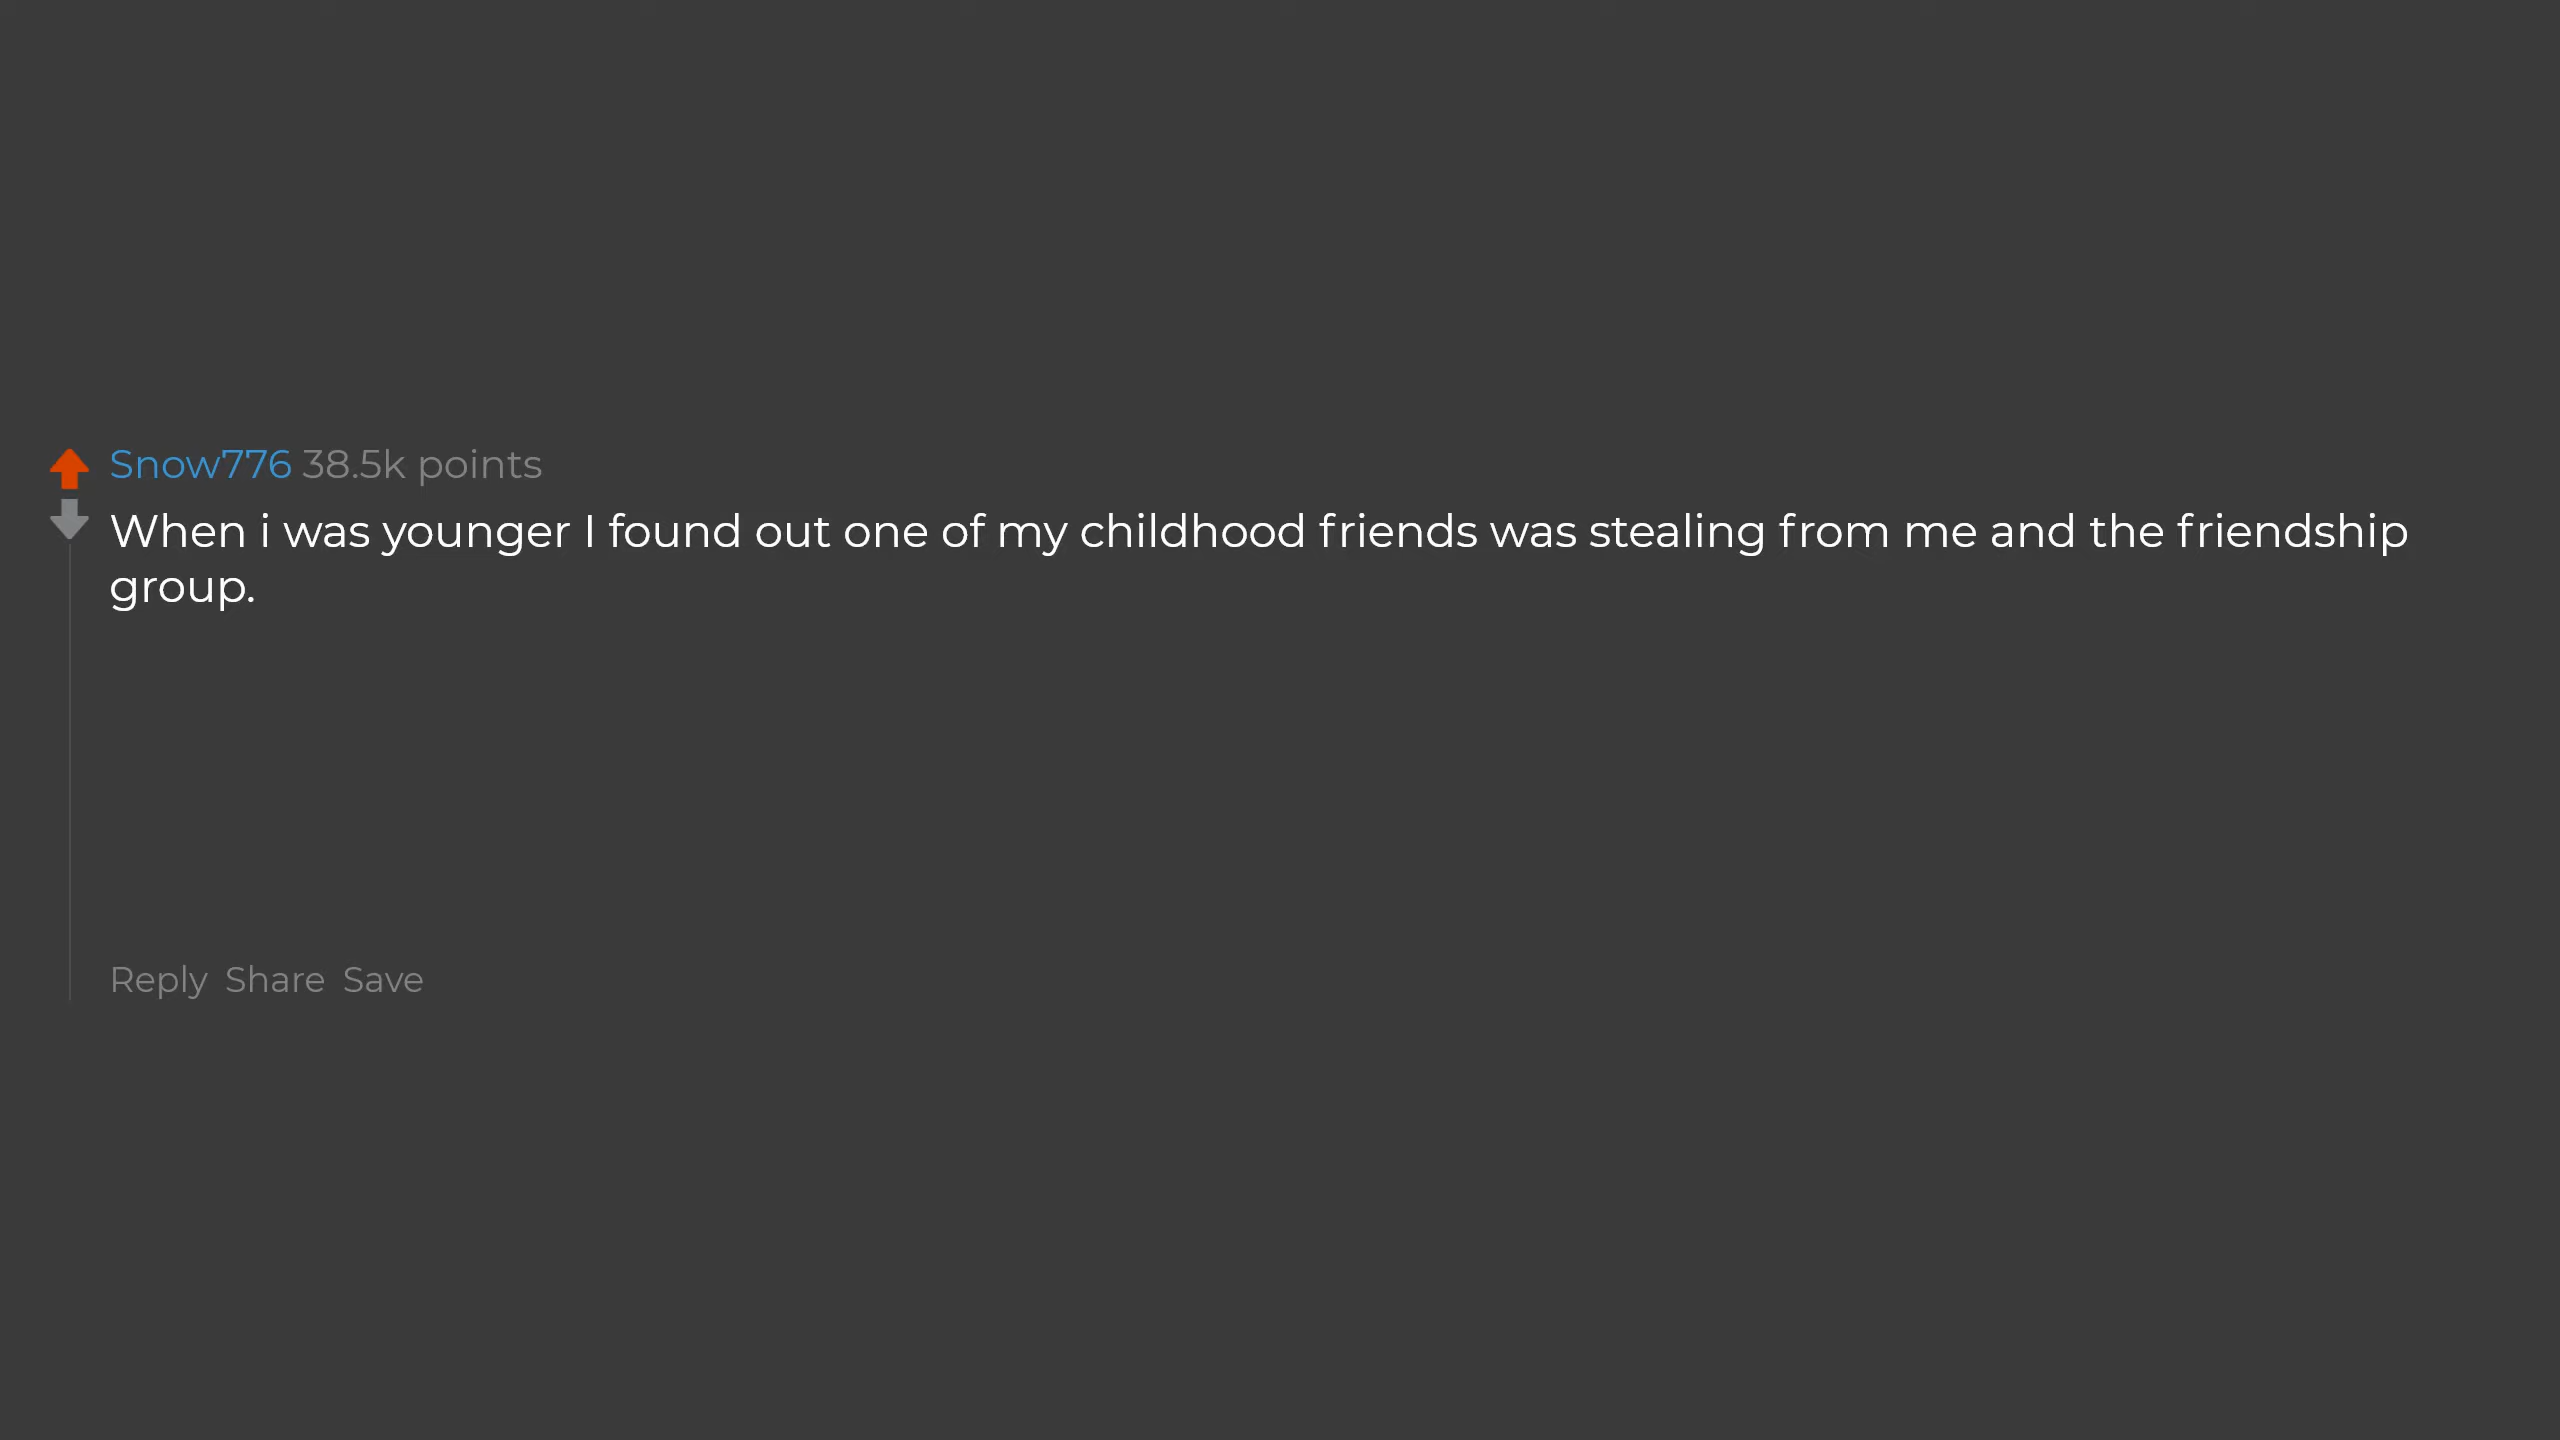 Snow776 38.5k points
When i was younger I found out one of my childhood friends was stealing from me and the friendship
group.
Reply Share Save